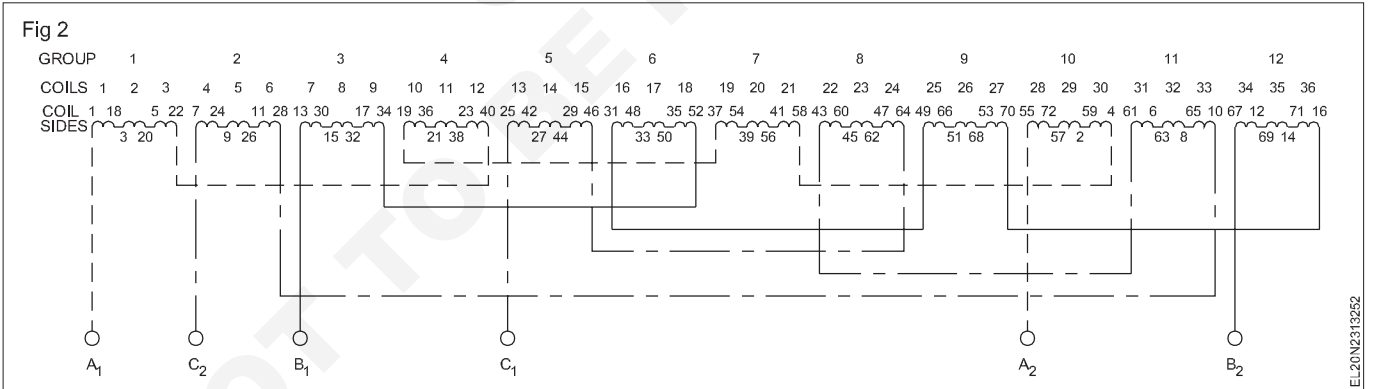 Fig 2
GROUP 1 2 3 4 5 6 7 8 9 10 11 12
COILS 1 2 3 4 5 6 7 8 9 10 11 12 13 14 15 16 17 18 19 20 21 22 23 24 25 26 27 28 29 30 31 32 33 34 35 36
COIL 1 18 5 22 7 24 11 28 13 30 17 34 19 36 23 40 25 42 29 46 31 48 35 52 37 54 41 58 43 60 47 64 49 66 53 70 55 72 59 4 61 6 65 10 67 12 71 16
SIDES 3 20 9 26 15 32 21 38 27 44 33 50 39 56 45 62 51 68 57 2 63 8 69 14
A1 C2 B1 C1 A2 B2
EL20N2313252